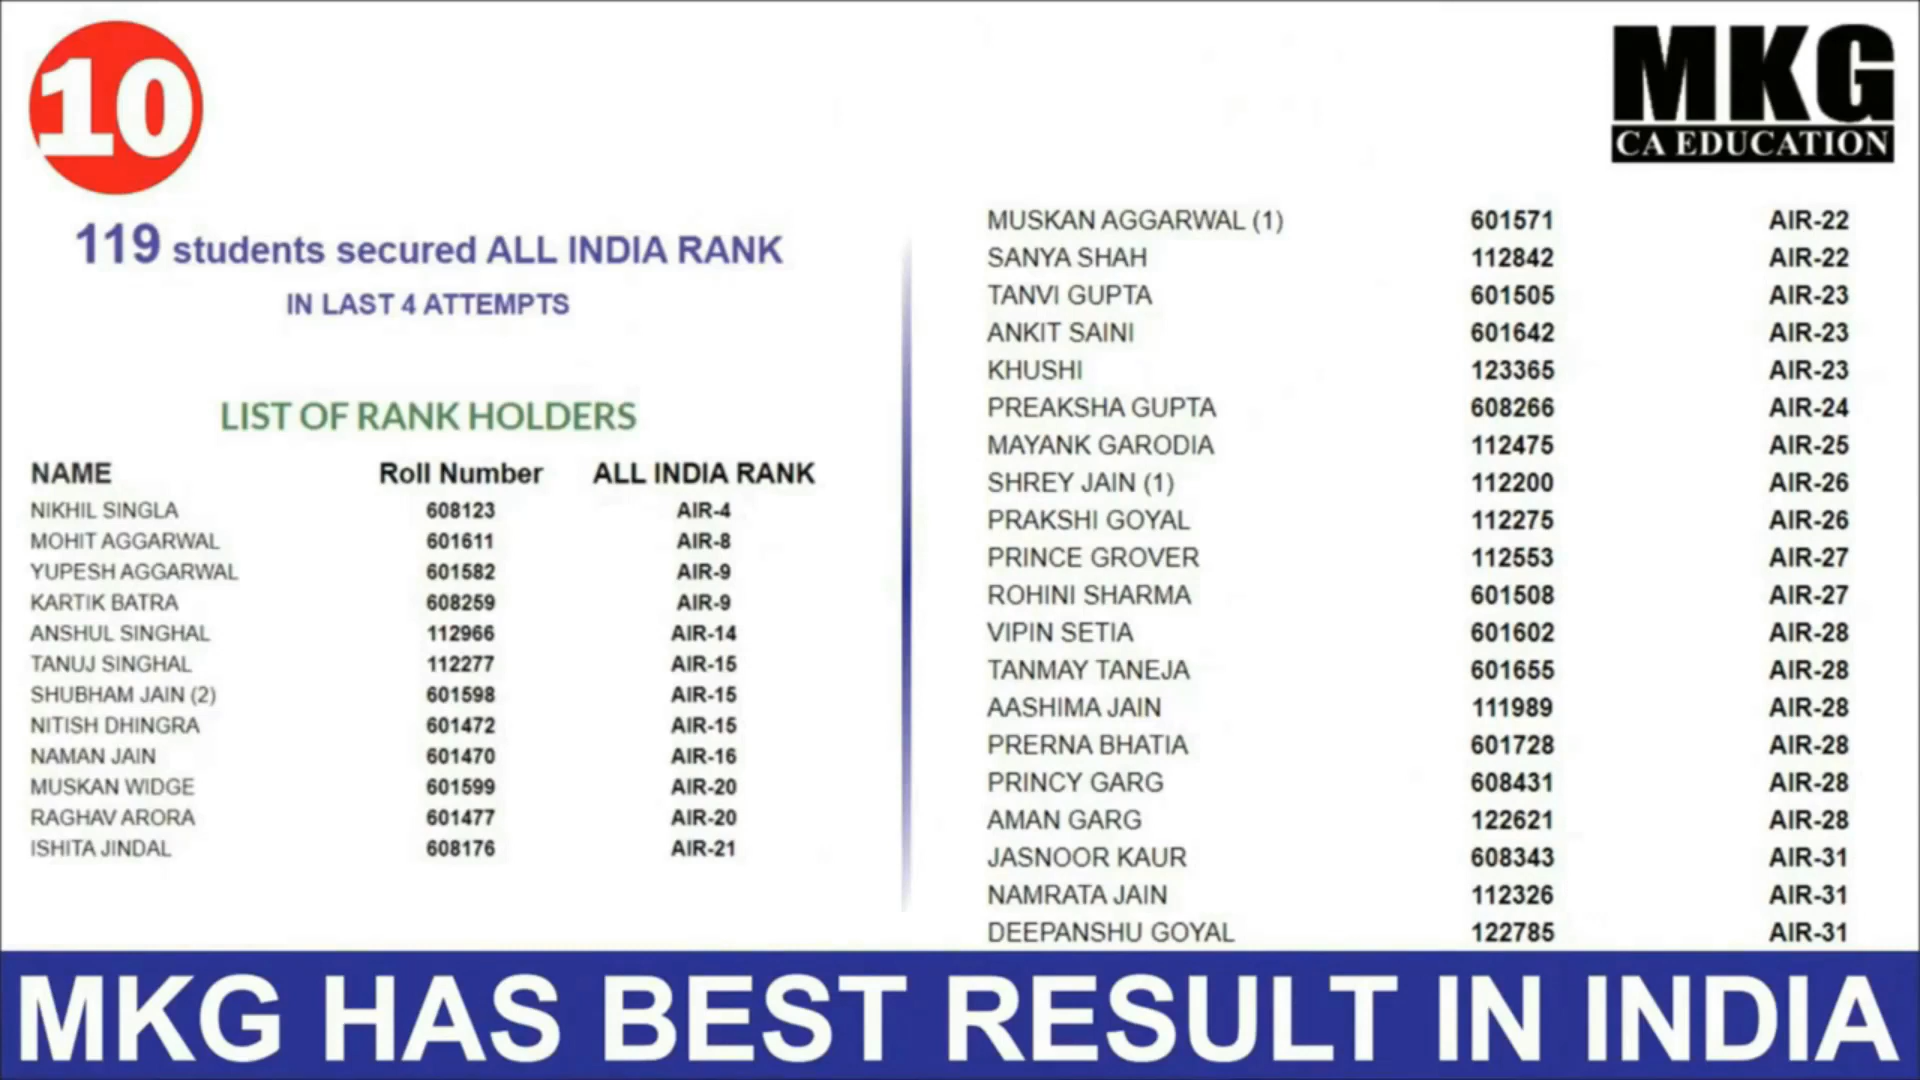 10
MKG
CA EDUCATION
119 students secured ALL INDIA RANK
IN LAST 4 ATTEMPTS
LIST OF RANK HOLDERS
NAME Roll Number ALL INDIA RANK
NIKHIL SINGLA 608123 AIR-4
MOHIT AGGARWAL 601611 AIR-8
YUPESH AGGARWAL 601582 AIR-9
KARTIK BATRA 608259 AIR-9
ANSHUL SINGHAL 112966 AIR-14
TANUJ SINGHAL 112277 AIR-15
SHUBHAM JAIN (2) 601598 AIR-15
NITISH DHINGRA 601472 AIR-15
NAMAN JAIN 601470 AIR-16
MUSKAN WIDGE 601599 AIR-20
RAGHAV ARORA 601477 AIR-20
ISHITA JINDAL 608176 AIR-21
MUSKAN AGGARWAL (1) 601571 AIR-22
SANYA SHAH 112842 AIR-22
TANVI GUPTA 601505 AIR-23
ANKIT SAINI 601642 AIR-23
KHUSHI 123365 AIR-23
PREAKSHA GUPTA 608266 AIR-24
MAYANK GARODIA 112475 AIR-25
SHREY JAIN (1) 112200 AIR-26
PRAKSHI GOYAL 112275 AIR-26
PRINCE GROVER 112553 AIR-27
ROHINI SHARMA 601508 AIR-27
VIPIN SETIA 601602 AIR-28
TANMAY TANEJA 601655 AIR-28
AASHIMA JAIN 111989 AIR-28
PRERNA BHATIA 601728 AIR-28
PRINCY GARG 608431 AIR-28
AMAN GARG 122621 AIR-28
JASNOOR KAUR 608343 AIR-31
NAMRATA JAIN 112326 AIR-31
DEEPANSHU GOYAL 122785 AIR-31
MKG HAS BEST RESULT IN INDIA